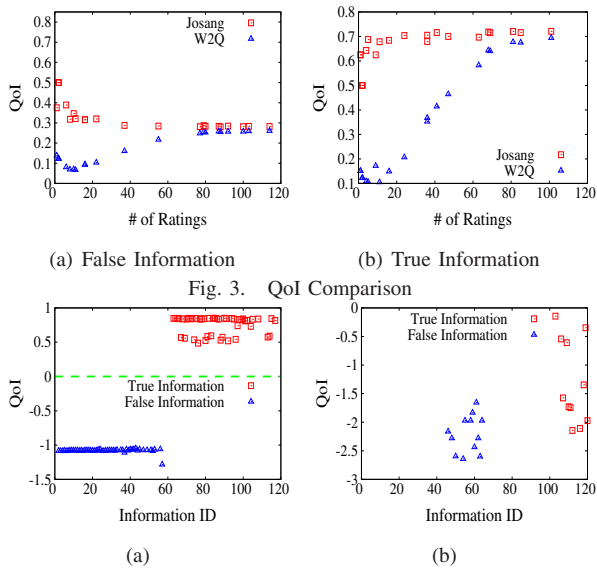 0.8
0.7
0.6
0.5
0.4
0.3
0.2
0.1
0
QoI
Josang
W2Q
0 20 40 60 80 100 120
# of Ratings
(a) False Information
0.8
0.7
0.6
0.5
0.4
0.3
0.2
0.1
QoI
Josang
W2Q
0 20 40 60 80 100 120
# of Ratings
(b) True Information
Fig. 3. QoI Comparison
1
0.5
0
-0.5
-1
-1.5
QoI
True Information
False Information
0 20 40 60 80 100 120
Information ID
(a)
0
-0.5
-1
-1.5
-2
-2.5
-3
QoI
True Information
False Information
0 20 40 60 80 100 120
Information ID
(b)